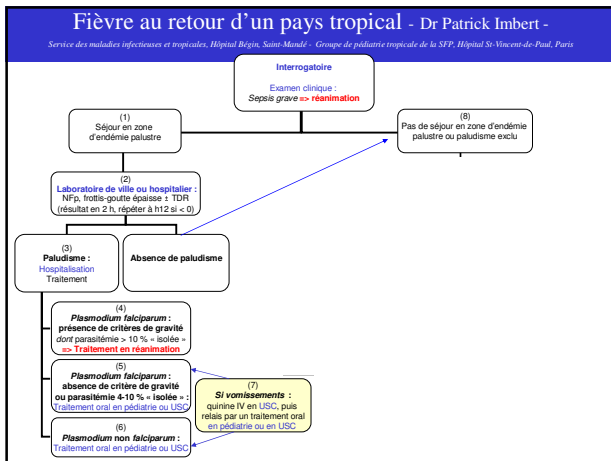 Fièvre au retour d'un pays tropical - Dr Patrick Imbert -
Service des maladies infectieuses et tropicales, Hôpital Bégin, Saint-Mandé - Groupe de pédiatrie tropicale de la SFP, Hôpital St-Vincent-de-Paul, Paris
Interrogatoire
Examen clinique :
Sepsis grave => réanimation
(1)
Séjour en zone
d'endémie palustre
(8)
Pas de séjour en zone d'endémie
palustre ou paludisme exclu
(2)
Laboratoire de ville ou hospitalier :
NFp, frottis-goutte épaisse ± TDR
(résultat en 2 h, répéter à h12 si < 0)
(3)
Paludisme :
Hospitalisation
Traitement
Absence de paludisme
(4)
Plasmodium falciparum :
présence de critères de gravité
dont parasitémie > 10 % « isolée »
=> Traitement en réanimation
(5)
Plasmodium falciparum :
absence de critère de gravité
ou parasitémie 4-10 % « isolée » :
Traitement oral en pédiatrie ou USC
(7)
Si vomissements :
quinine IV en USC, puis
relais par un traitement oral
en pédiatrie ou en USC
(6)
Plasmodium non falciparum :
Traitement oral en pédiatrie ou USC